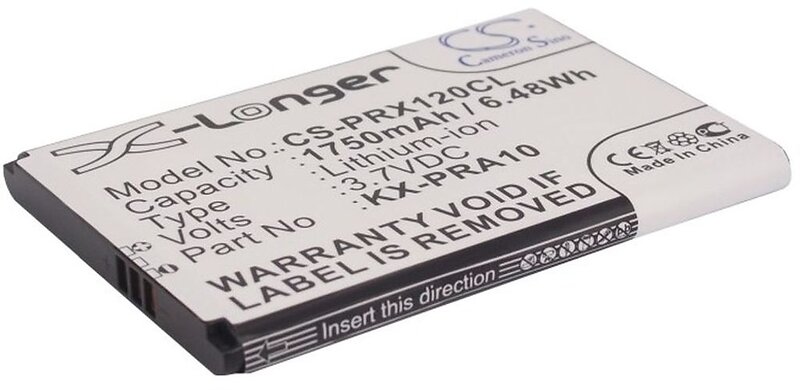 X-Longer
CS
Cameron Sino
Model No: CS-PRX120CL
Capacity : 1750mAh / 6.48Wh
Type : Lithium-ion
Volts : 3.7VDC
Part No : KX-PRA10
WARRANTY VOID IF
LABEL IS REMOVED
CE
Made in China
Insert this direction